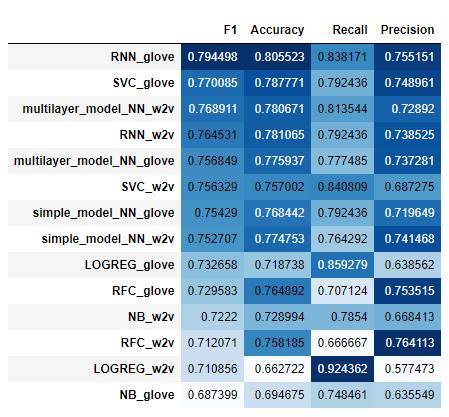 F1 Accuracy Recall Precision
RNN_glove 0.794498 0.805523 0.838171 0.755151
SVC_glove 0.770085 0.787771 0.792436 0.748961
multilayer_model_NN_w2v 0.768911 0.780671 0.813544 0.72892
RNN_w2v 0.764531 0.781065 0.792436 0.738525
multilayer_model_NN_glove 0.756849 0.775937 0.777485 0.737281
SVC_w2v 0.756329 0.757002 0.840809 0.687275
simple_model_NN_glove 0.75429 0.768442 0.792436 0.719649
simple_model_NN_w2v 0.752707 0.774753 0.764292 0.741468
LOGREG_glove 0.732658 0.718738 0.859279 0.638562
RFC_glove 0.729583 0.764892 0.707124 0.753515
NB_w2v 0.7222 0.728994 0.7854 0.668413
RFC_w2v 0.712071 0.758185 0.666667 0.764113
LOGREG_w2v 0.710856 0.662722 0.924362 0.577473
NB_glove 0.687399 0.694675 0.748461 0.635549